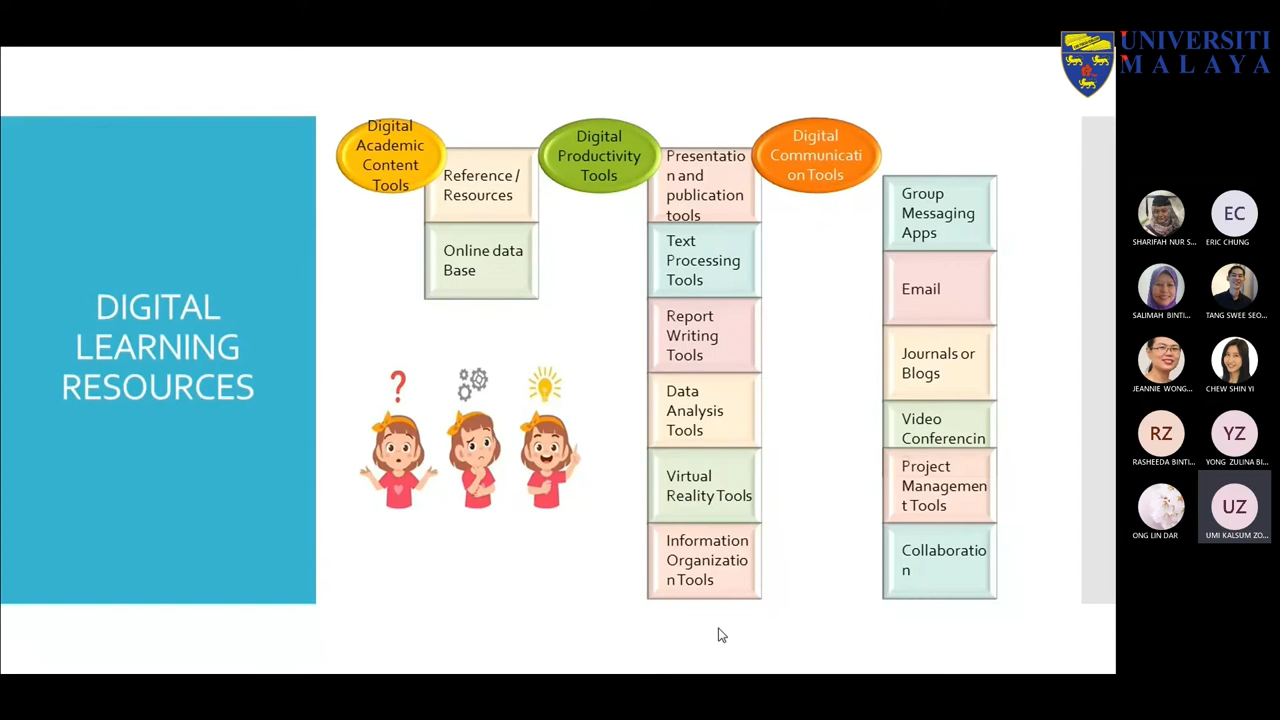 UNIVERSITI
MALAYA
DIGITAL
LEARNING
RESOURCES
Digital
Academic
Content
Tools
Reference /
Resources
Online data
Base
?
Digital
Productivity
Tools
Presentatio
n and
publication
tools
Text
Processing
Tools
Report
Writing
Tools
Data
Analysis
Tools
Virtual
Reality Tools
Information
Organizatio
n Tools
Digital
Communicati
on Tools
Group
Messaging
Apps
Email
Journals or
Blogs
Video
Conferencin
Project
Managemen
t Tools
Collaboratio
n
SHARIFAH NUR S...
EC
ERIC CHUNG
SALIMAH BINTI...
TANG SWEE SEO...
JEANNIE WONG...
CHEW SHIN YI
RZ
RASHEEDA BINTI...
YZ
YONG ZULINA BI...
ONG LIN DAR
UZ
UMI KALSUM ZO...